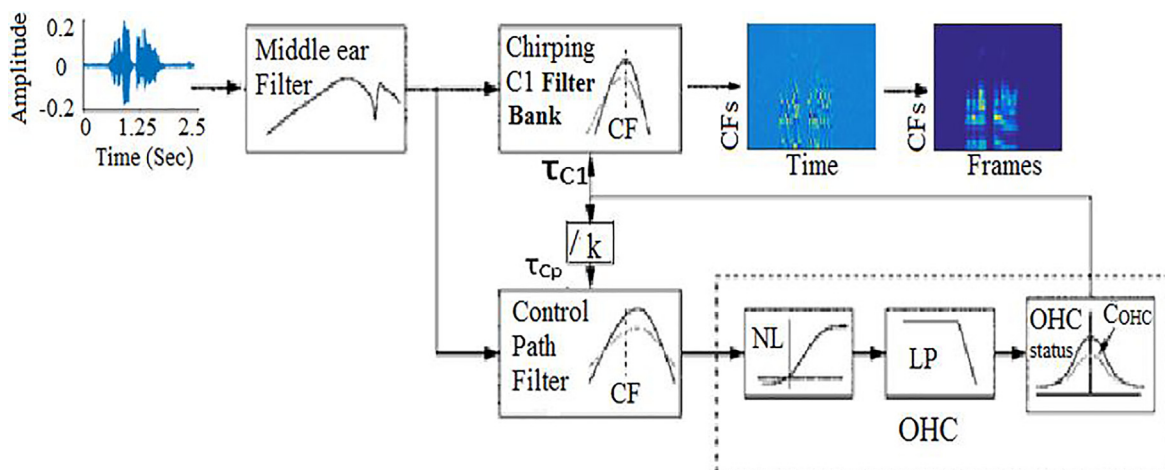 Amplitude
0.2
0
-0.2
0 1.25 2.5
Time (Sec)
Middle ear
Filter
Chirping
C1 Filter
Bank
CF
CFs
Time
CFs
Frames
τC1
/ k
τCp
Control
Path
Filter
CF
NL
LP
OHC
status
COHC
OHC